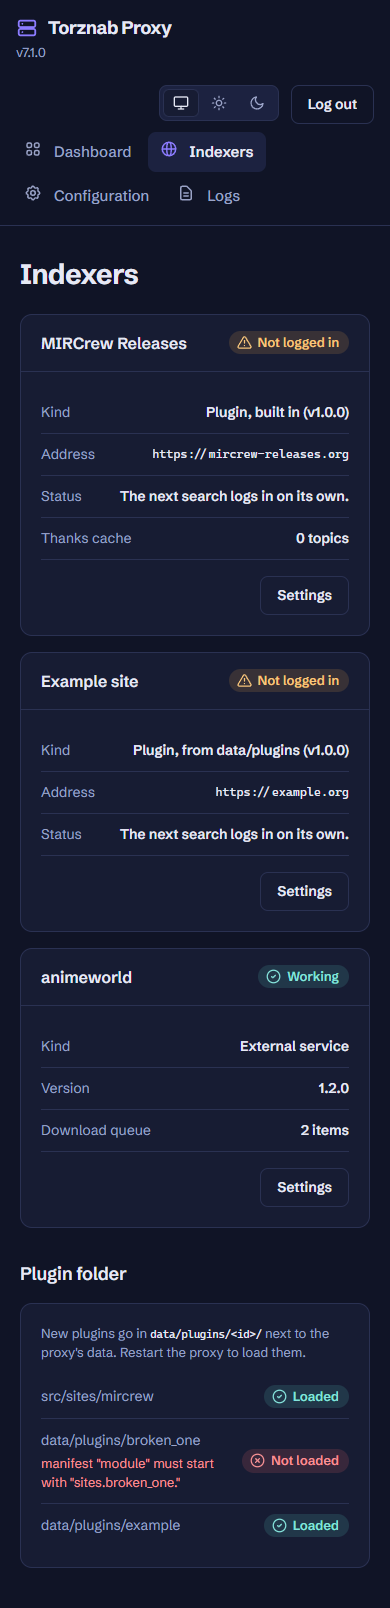 Torznab Proxy
v7.1.0
Log out
Dashboard
Indexers
Configuration
Logs
Indexers
MIRCrew Releases
Not logged in
Kind
Plugin, built in (v1.0.0)
Address
https://mircrew-releases.org
Status
The next search logs in on its own.
Thanks cache
0 topics
Settings
Example site
Not logged in
Kind
Plugin, from data/plugins (v1.0.0)
Address
https://example.org
Status
The next search logs in on its own.
Settings
animeworld
Working
Kind
External service
Version
1.2.0
Download queue
2 items
Settings
Plugin folder
New plugins go in data/plugins/<id>/ next to the
proxy's data. Restart the proxy to load them.
src/sites/mircrew
Loaded
data/plugins/broken_one
manifest "module" must start
with "sites.broken_one."
Not loaded
data/plugins/example
Loaded